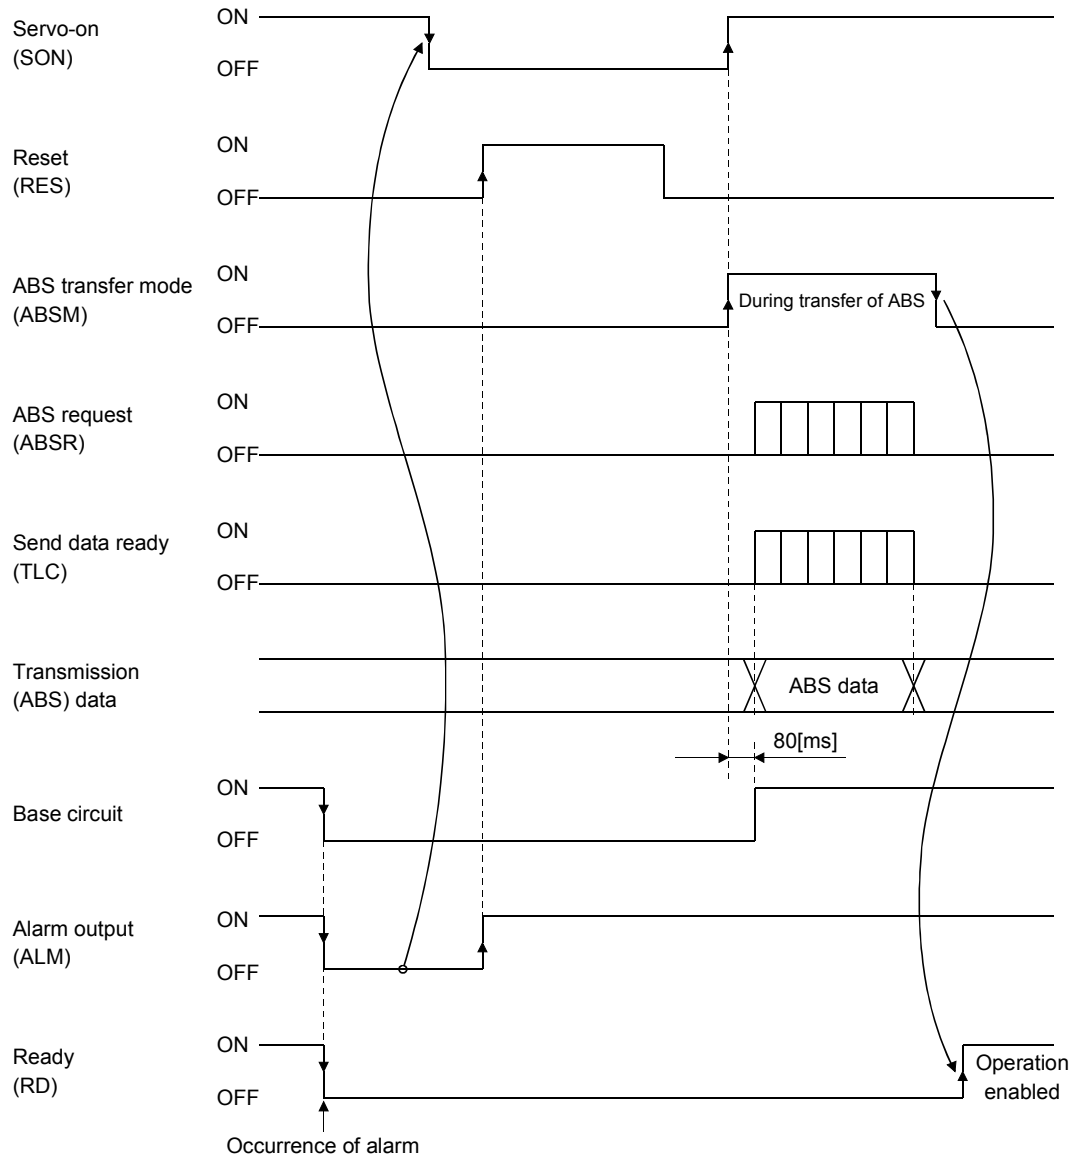 Servo-on
(SON)
ON
OFF
Reset
(RES)
ON
OFF
ABS transfer mode
(ABSM)
ON
OFF
During transfer of ABS
ABS request
(ABSR)
ON
OFF
Send data ready
(TLC)
ON
OFF
Transmission
(ABS) data
ABS data
80[ms]
Base circuit
ON
OFF
Alarm output
(ALM)
ON
OFF
Ready
(RD)
ON
OFF
Operation
enabled
Occurrence of alarm